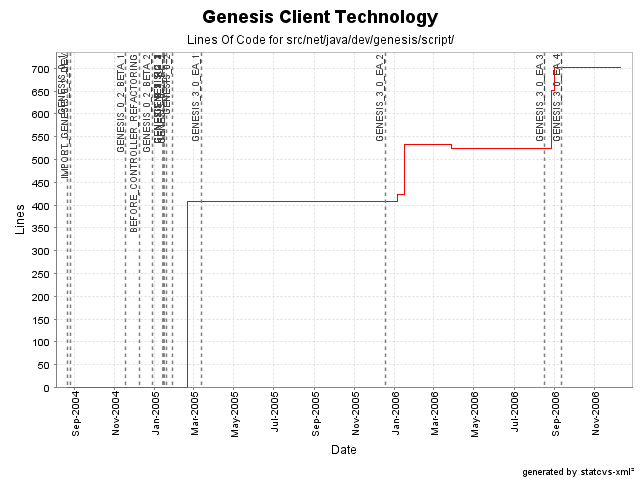 Genesis Client Technology
Lines Of Code for src/net/java/dev/genesis/script/
Lines
700
650
600
550
500
450
400
350
300
250
200
150
100
50
0
GENESIS_0_2_BETA_1
BEFORE_CONTROLLER_REFACTORING
GENESIS_0_2_BETA_2
GENESIS_3_0_EA_1
GENESIS_3_0_EA_2
GENESIS_3_0_EA_3
GENESIS_3_0_EA_4
Sep-2004
Nov-2004
Jan-2005
Mar-2005
May-2005
Jul-2005
Sep-2005
Nov-2005
Jan-2006
Mar-2006
May-2006
Jul-2006
Sep-2006
Nov-2006
Date
generated by statcvs-xml²